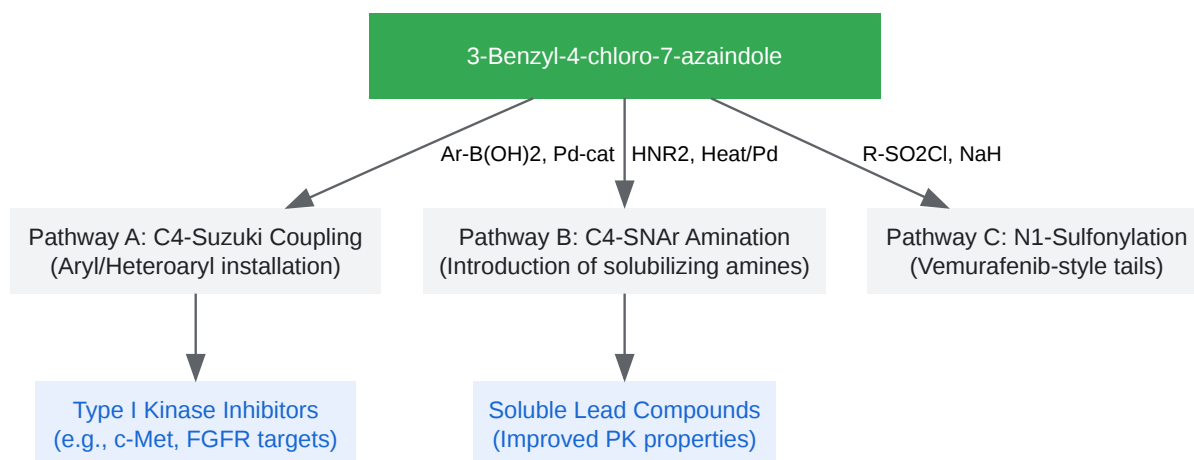 3-Benzyl-4-chloro-7-azaindole
Ar-B(OH)2, Pd-cat
HNR2, Heat/Pd
R-SO2Cl, NaH
Pathway A: C4-Suzuki Coupling
(Aryl/Heteroaryl installation)
Pathway B: C4-SNAr Amination
(Introduction of solubilizing amines)
Pathway C: N1-Sulfonylation
(Vemurafenib-style tails)
Type I Kinase Inhibitors
(e.g., c-Met, FGFR targets)
Soluble Lead Compounds
(Improved PK properties)